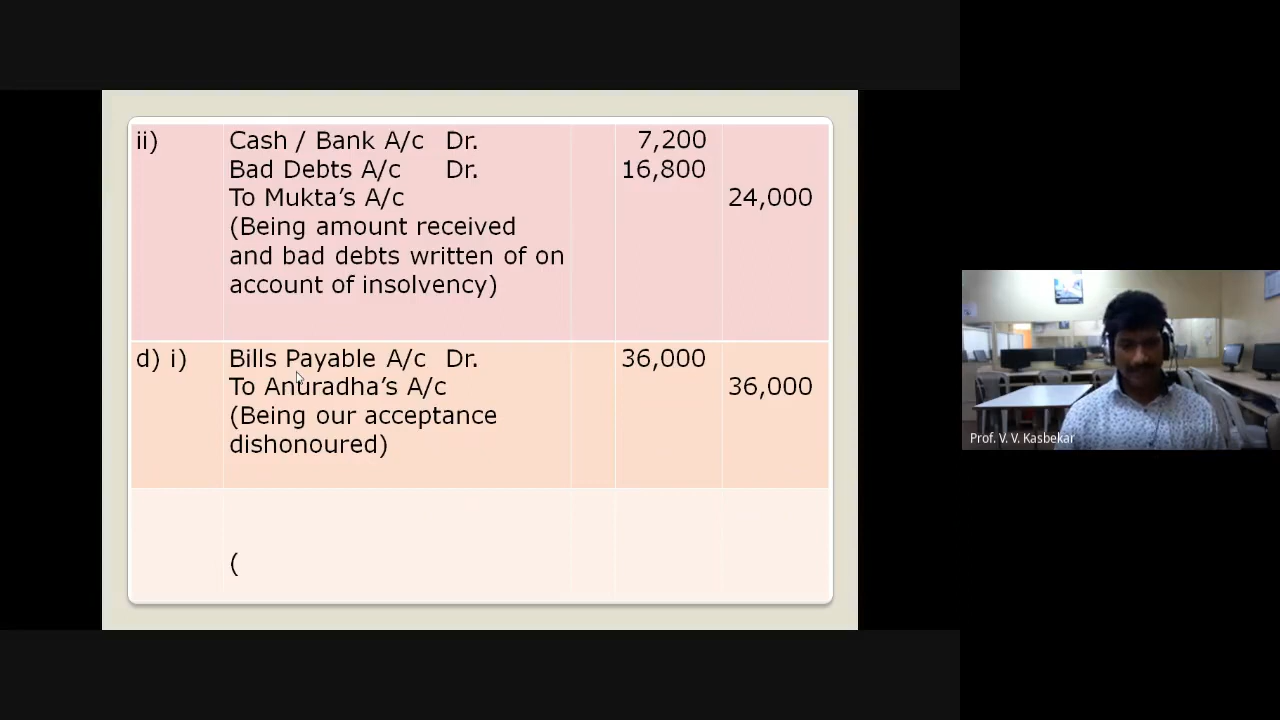 ii) Cash / Bank A/c Dr. 7,200
Bad Debts A/c Dr. 16,800
To Mukta’s A/c 24,000
(Being amount received
and bad debts written of on
account of insolvency)
d) i) Bills Payable A/c Dr. 36,000
To Anuradha’s A/c 36,000
(Being our acceptance
dishonoured)
(
Prof. V. V. Kasbekar